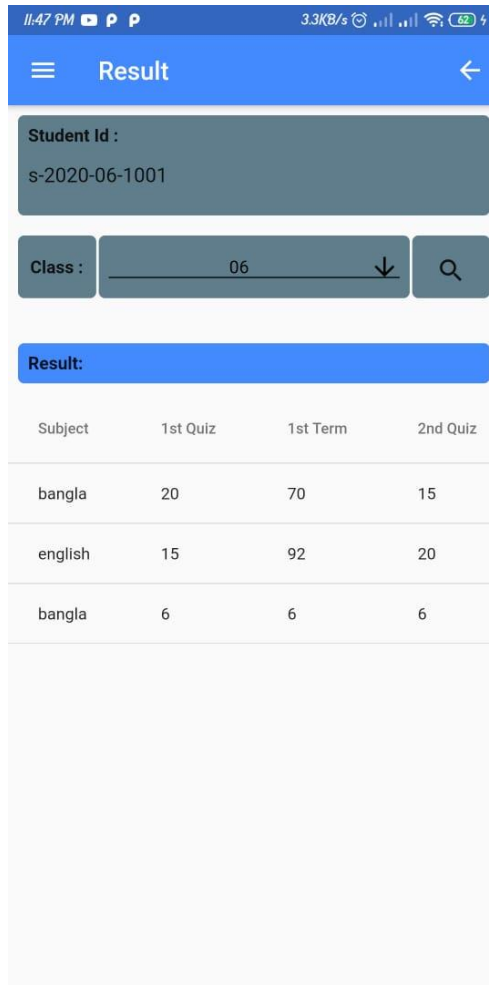 11:47 PM 3.3KB/s 62
Result
Student Id :
s-2020-06-1001
Class : 06
Result:
Subject 1st Quiz 1st Term 2nd Quiz
bangla 20 70 15
english 15 92 20
bangla 6 6 6